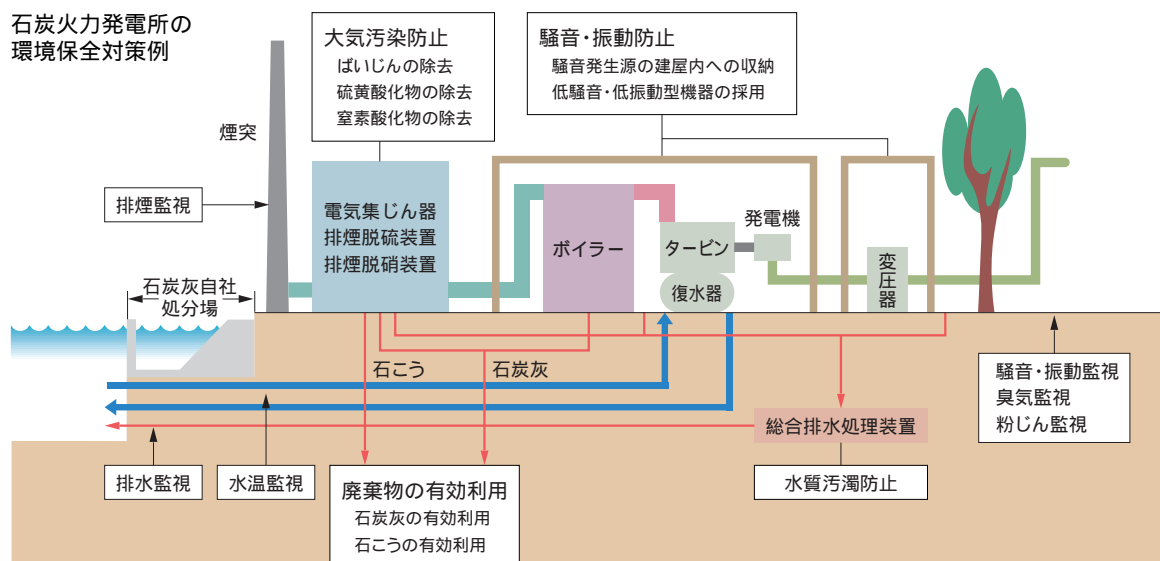 石炭火力発電所の
環境保全対策例
大気汚染防止
ばいじんの除去
硫黄酸化物の除去
窒素酸化物の除去
騒音・振動防止
騒音発生源の建屋内への収納
低騒音・低振動型機器の採用
煙突
排煙監視
電気集じん器
排煙脱硫装置
排煙脱硝装置
ボイラー
タービン
発電機
復水器
変圧器
石炭灰自社
処分場
石こう
石炭灰
騒音・振動監視
臭気監視
粉じん監視
総合排水処理装置
排水監視
水温監視
廃棄物の有効利用
石炭灰の有効利用
石こうの有効利用
水質汚濁防止